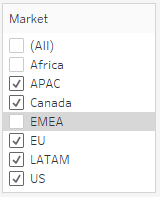 Market
(All)
Africa
APAC
Canada
EMEA
EU
LATAM
US